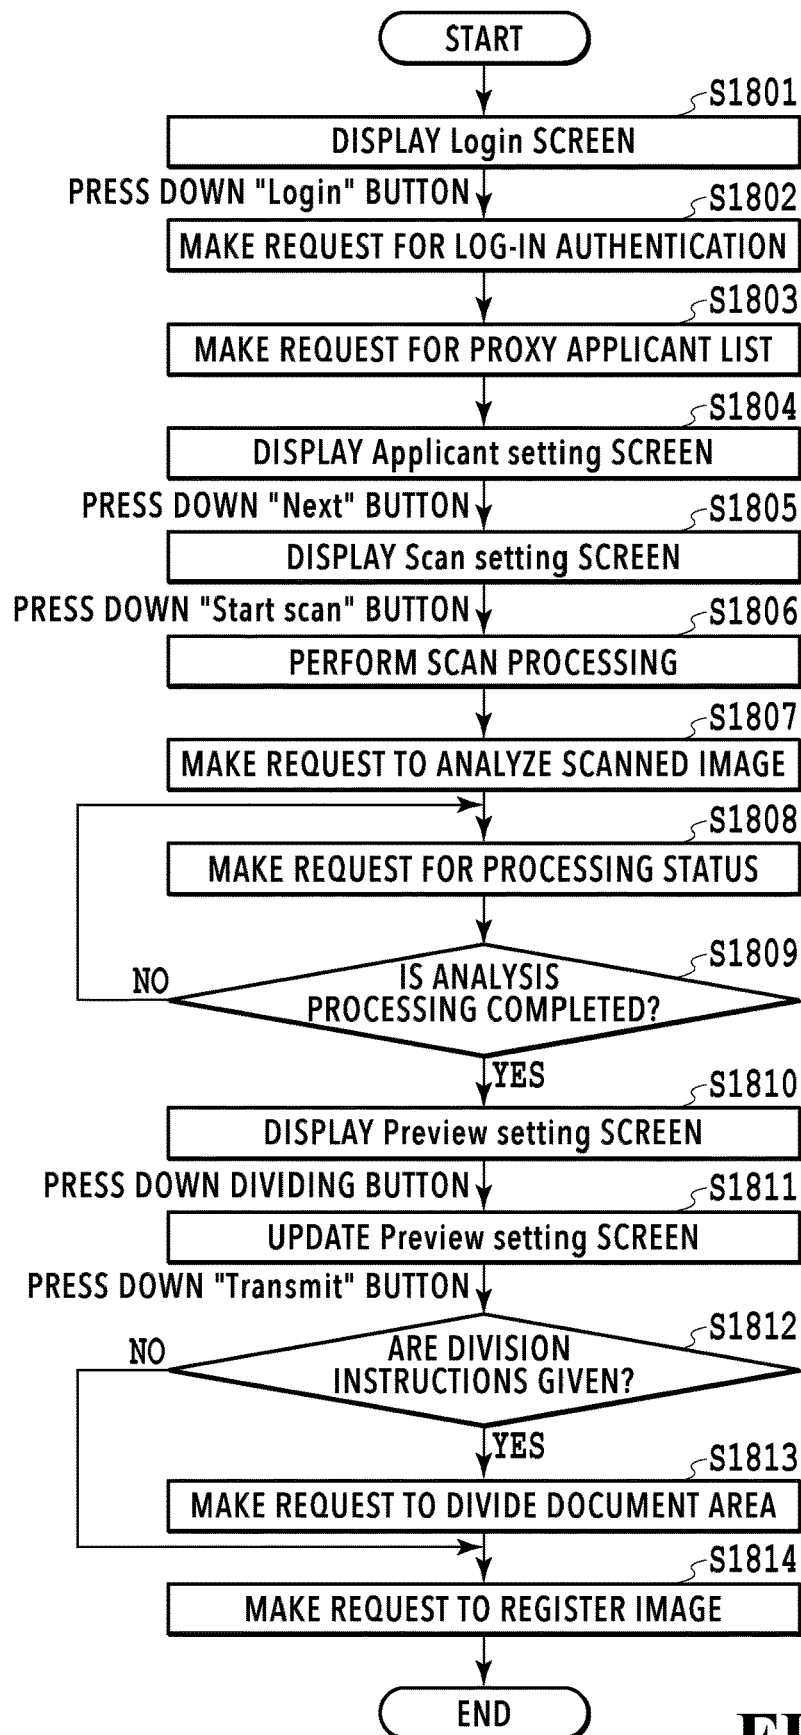 START
S1801
DISPLAY Login SCREEN
PRESS DOWN "Login" BUTTON
S1802
MAKE REQUEST FOR LOG-IN AUTHENTICATION
S1803
MAKE REQUEST FOR PROXY APPLICANT LIST
S1804
DISPLAY Applicant setting SCREEN
PRESS DOWN "Next" BUTTON
S1805
DISPLAY Scan setting SCREEN
PRESS DOWN "Start scan" BUTTON
S1806
PERFORM SCAN PROCESSING
S1807
MAKE REQUEST TO ANALYZE SCANNED IMAGE
S1808
MAKE REQUEST FOR PROCESSING STATUS
S1809
IS ANALYSIS
PROCESSING COMPLETED?
NO
YES
S1810
DISPLAY Preview setting SCREEN
PRESS DOWN DIVIDING BUTTON
S1811
UPDATE Preview setting SCREEN
PRESS DOWN "Transmit" BUTTON
S1812
ARE DIVISION
INSTRUCTIONS GIVEN?
NO
YES
S1813
MAKE REQUEST TO DIVIDE DOCUMENT AREA
S1814
MAKE REQUEST TO REGISTER IMAGE
END